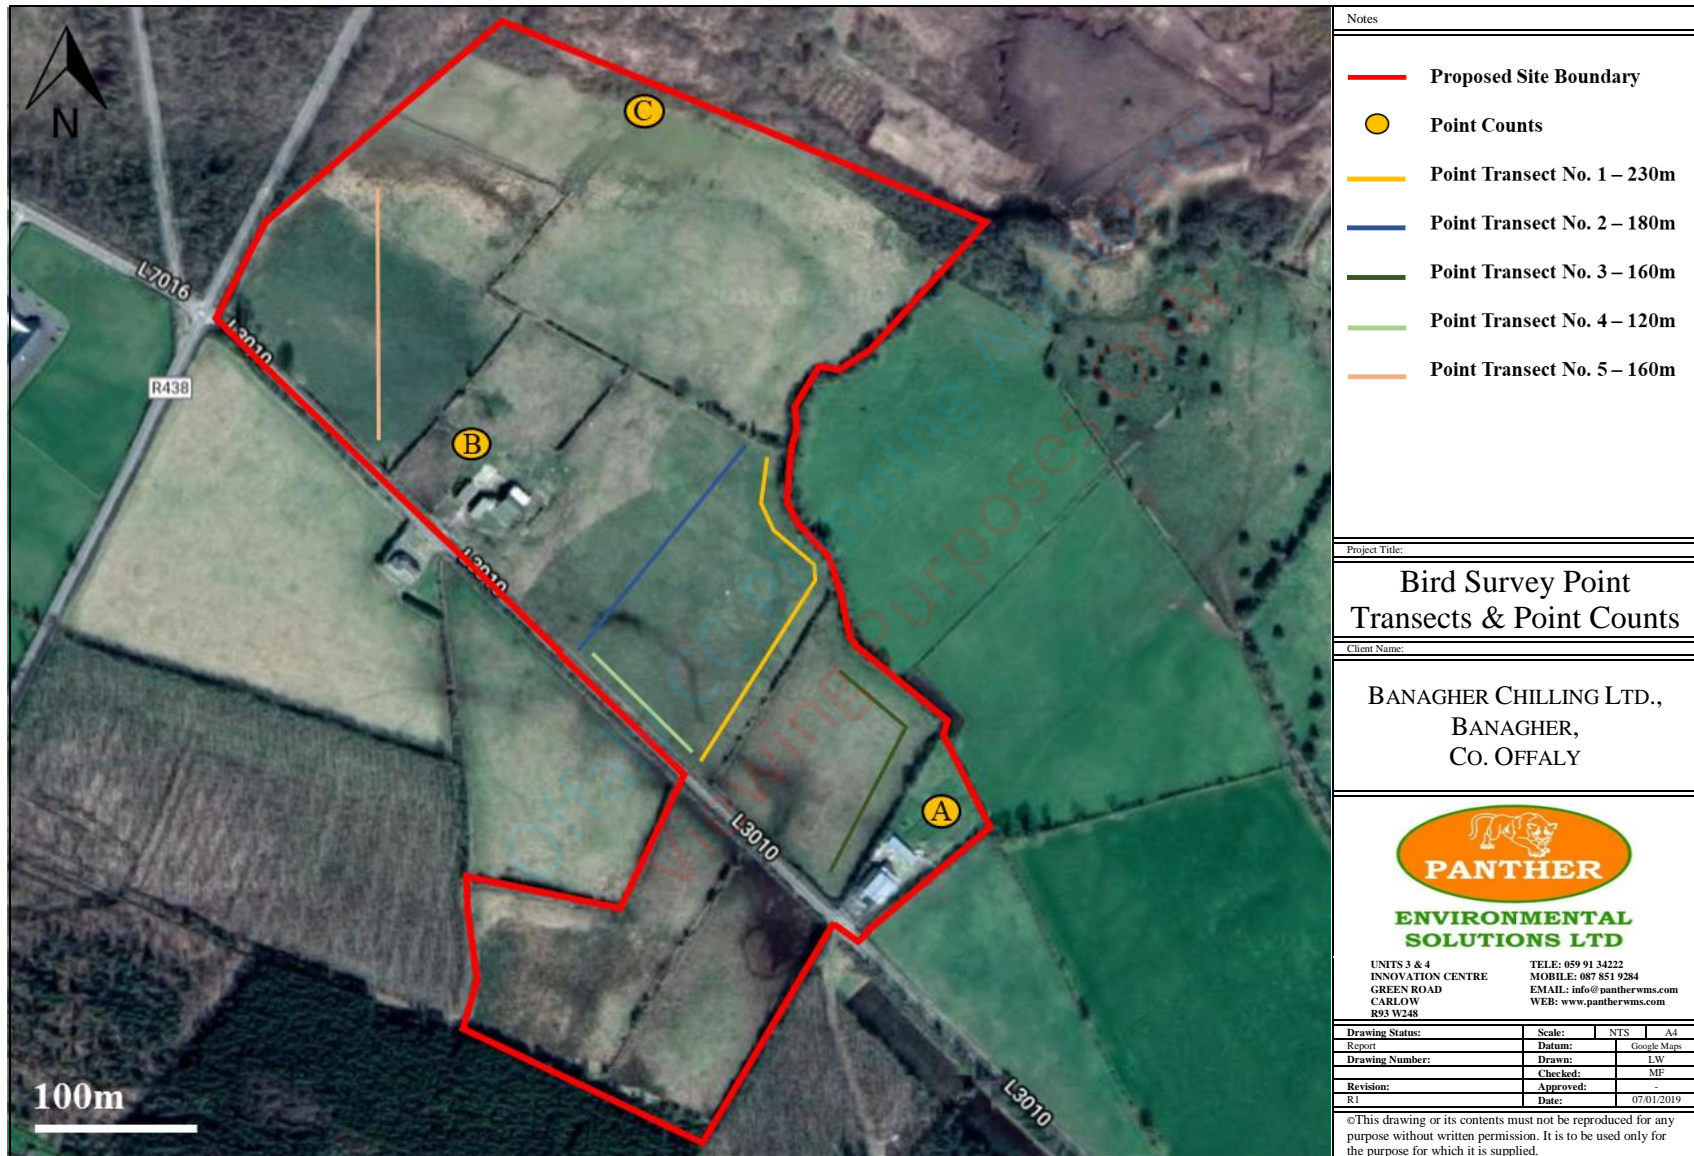 N
C
B
A
L7016
L3010
R438
L3010
L3010
L3010
100m
Offaly CC Planning Authority
Viewing Purposes Only.
Notes
Proposed Site Boundary
Point Counts
Point Transect No. 1 – 230m
Point Transect No. 2 – 180m
Point Transect No. 3 – 160m
Point Transect No. 4 – 120m
Point Transect No. 5 – 160m
Project Title:
Bird Survey Point
Transects & Point Counts
Client Name:
BANAGHER CHILLING LTD.,
BANAGHER,
CO. OFFALY
PANTHER
ENVIRONMENTAL
SOLUTIONS LTD
UNITS 3 & 4
INNOVATION CENTRE
GREEN ROAD
CARLOW
R93 W248
TELE: 059 91 34222
MOBILE: 087 851 9284
EMAIL: info@pantherwms.com
WEB: www.pantherwms.com
Drawing Status: Scale: NTS A4
Report Datum: Google Maps
Drawing Number: Drawn: LW
Checked: MF
Revision: Approved: -
R1 Date: 07/01/2019
©This drawing or its contents must not be reproduced for any
purpose without written permission. It is to be used only for
the purpose for which it is supplied.